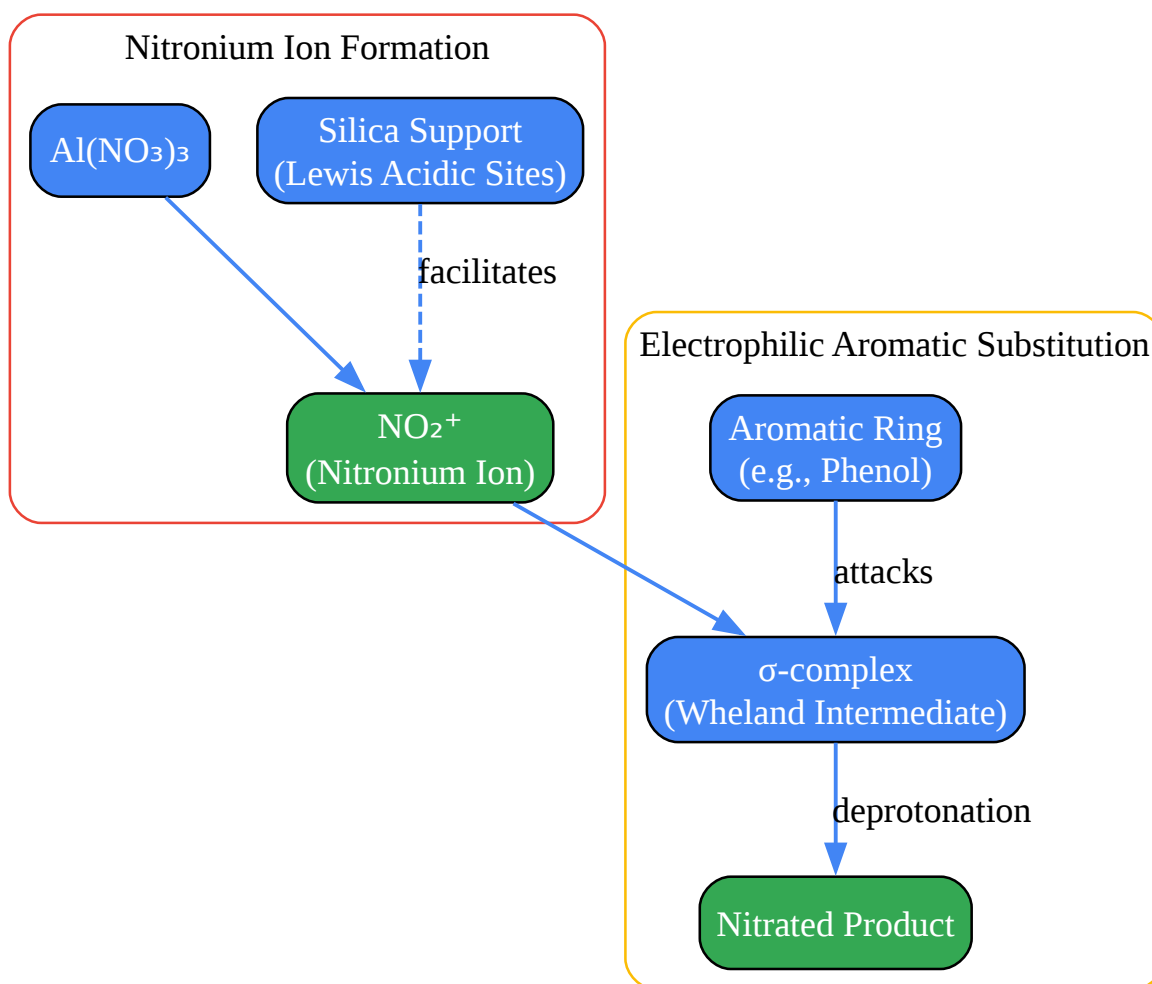 Nitronium Ion Formation
Al(NO₃)₃
Silica Support
(Lewis Acidic Sites)
facilitates
NO₂⁺
(Nitronium Ion)
Electrophilic Aromatic Substitution
Aromatic Ring
(e.g., Phenol)
attacks
σ-complex
(Wheland Intermediate)
deprotonation
Nitrated Product